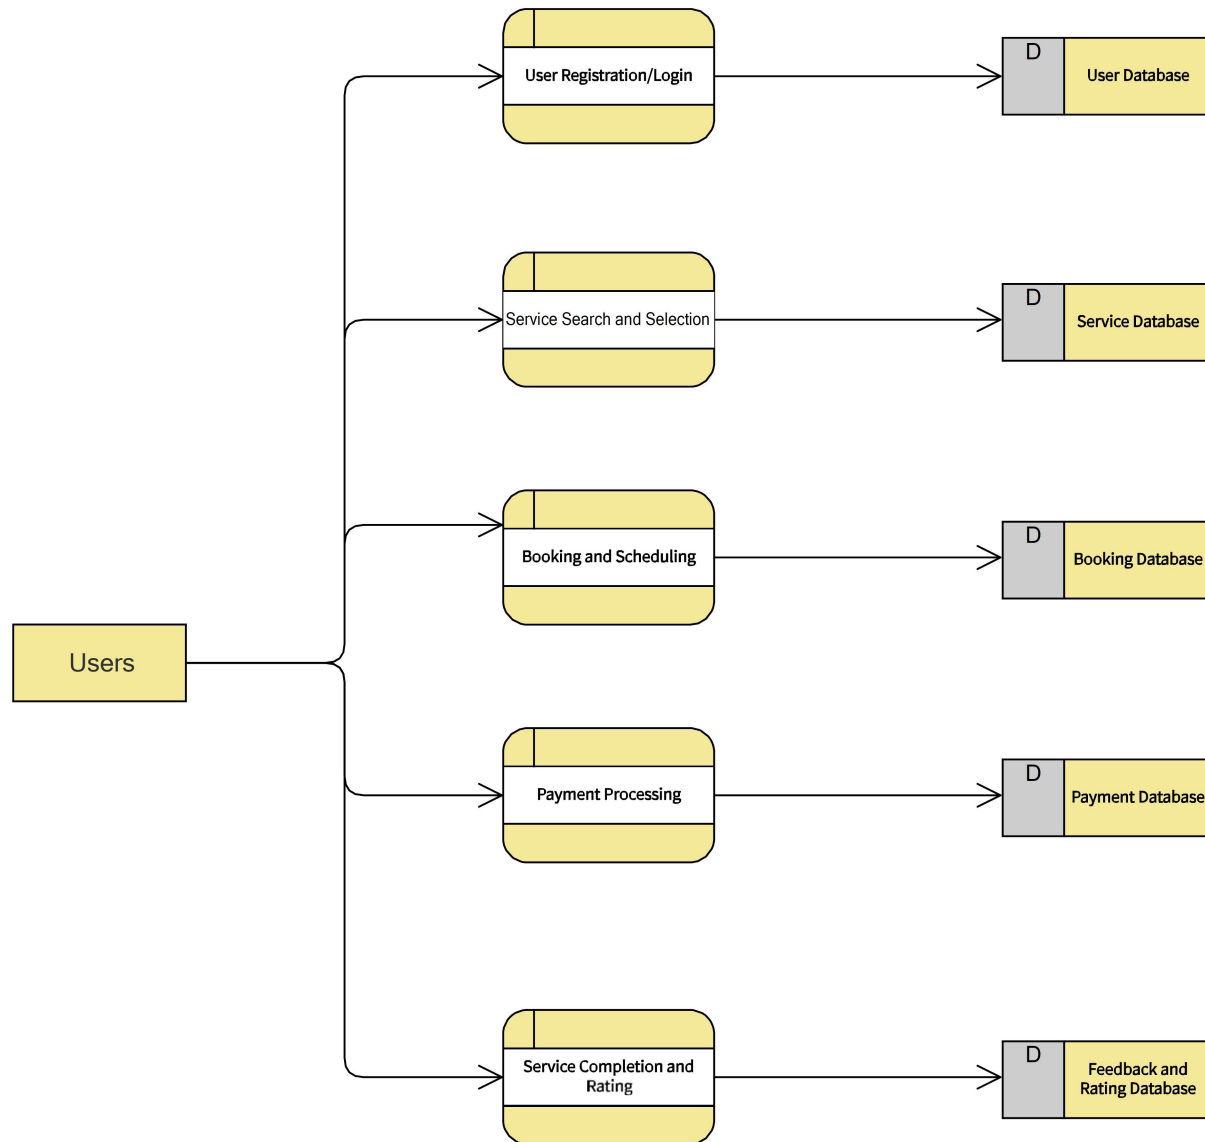 User Registration/Login
D
User Database
Service Search and Selection
D
Service Database
Booking and Scheduling
D
Booking Database
Users
Payment Processing
D
Payment Database
Service Completion and
Rating
D
Feedback and
Rating Database